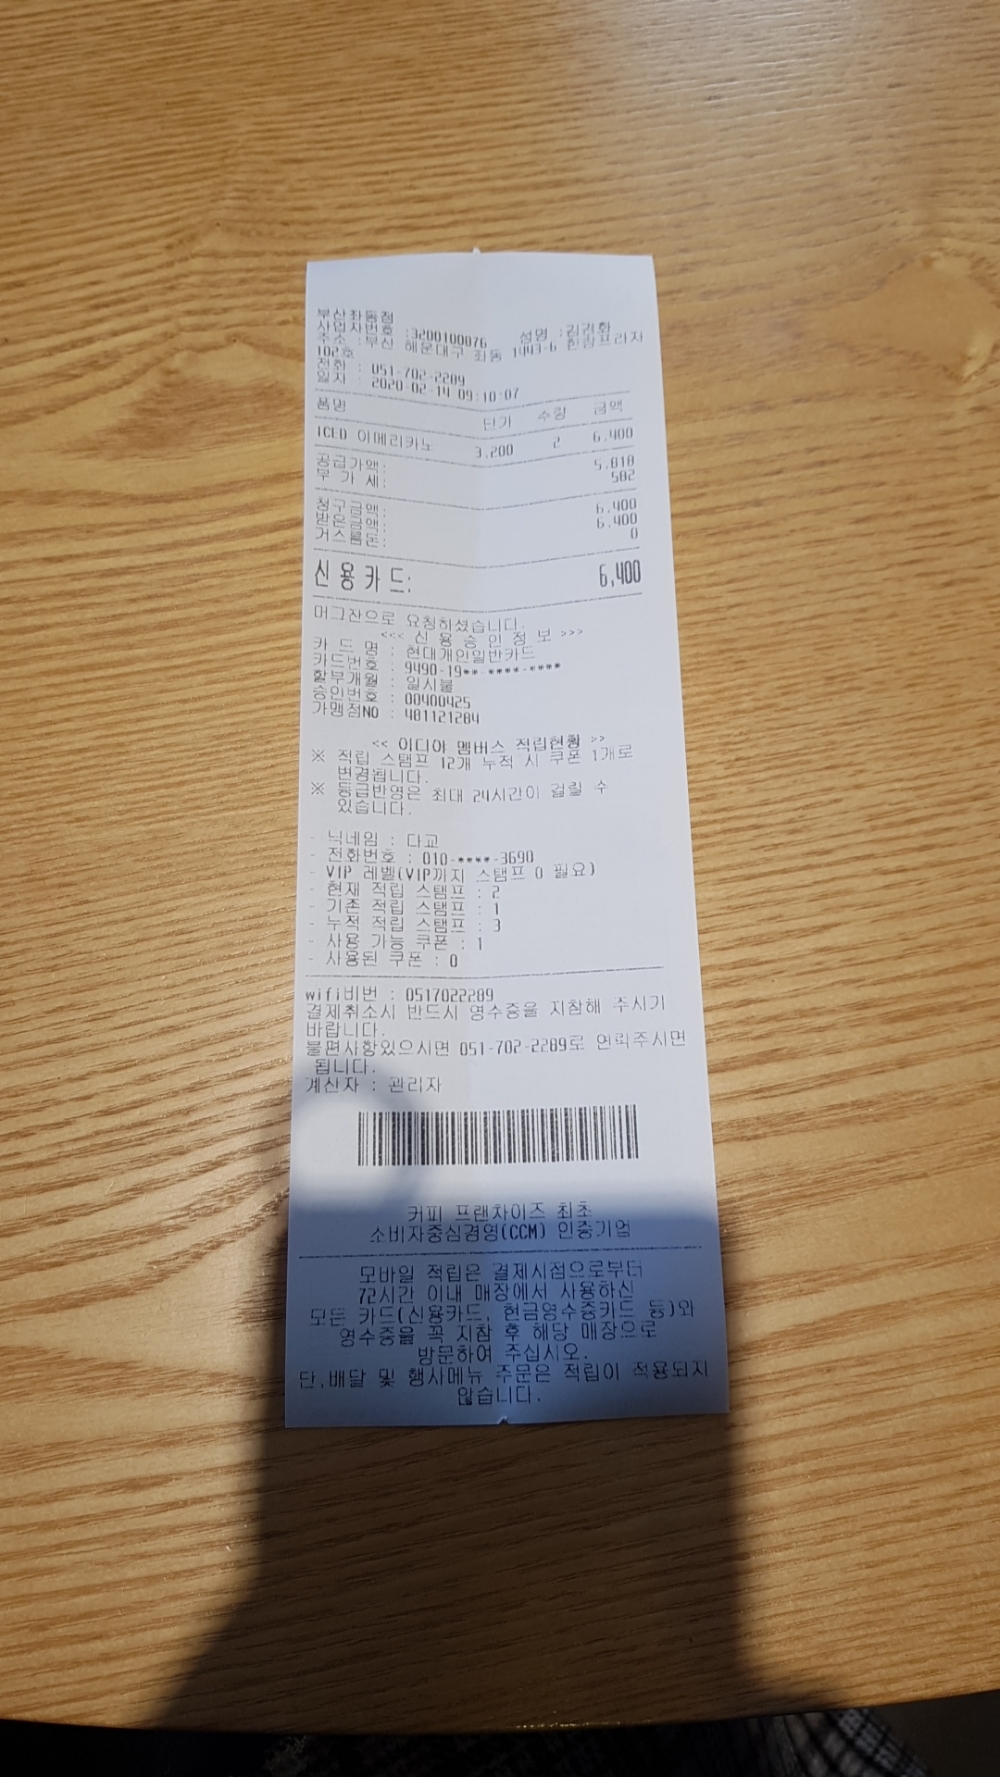 부산좌동점
사업자번호 :3200100076 성명 :김귀환
주소 :부산 해운대구 좌동 1443-6 한암프라자
102호
전화 : 051-702-2289
일자 : 2020-02-14 09:10:07
품명 단가 수량 금액
ICED 아메리카노 3,200 2 6,400
공급가액: 5,818
부 가 세: 582
청구금액: 6,400
받은금액: 6,400
거스름돈: 0
신용카드: 6,400
머그잔으로 요청하셨습니다.
<<< 신 용 승 인 정 보 >>>
카 드 명 : 현대개인일반카드
카드번호 : 9490-19**-****-****
할부개월 : 일시불
승인번호 : 00400425
가맹점NO : 481121284
<< 이디야 멤버스 적립현황 >>
※ 적립 스탬프 12개 누적 시 쿠폰 1개로
변경됩니다.
※ 등급반영은 최대 24시간이 걸릴 수
있습니다.
- 닉네임 : 다교
- 전화번호 : 010-****-3690
- VIP 레벨(VIP까지 스탬프 0 필요)
- 현재 적립 스탬프 : 2
- 기존 적립 스탬프 : 1
- 누적 적립 스탬프 : 3
- 사용 가능 쿠폰 : 1
- 사용된 쿠폰 : 0
wifi비번 : 0517022289
결제취소시 반드시 영수증을 지참해 주시기
바랍니다.
불편사항있으시면 051-702-2289로 연락주시면
됩니다.
계산자 : 관리자
커피 프랜차이즈 최초
소비자중심경영(CCM) 인증기업
모바일 적립은 결제시점으로부터
72시간 이내 매장에서 사용하신
모든 카드(신용카드, 현금영수증카드 등)와
영수증을 꼭 지참 후 해당 매장으로
방문하여 주십시오.
단,배달 및 행사메뉴 주문은 적립이 적용되지
않습니다.